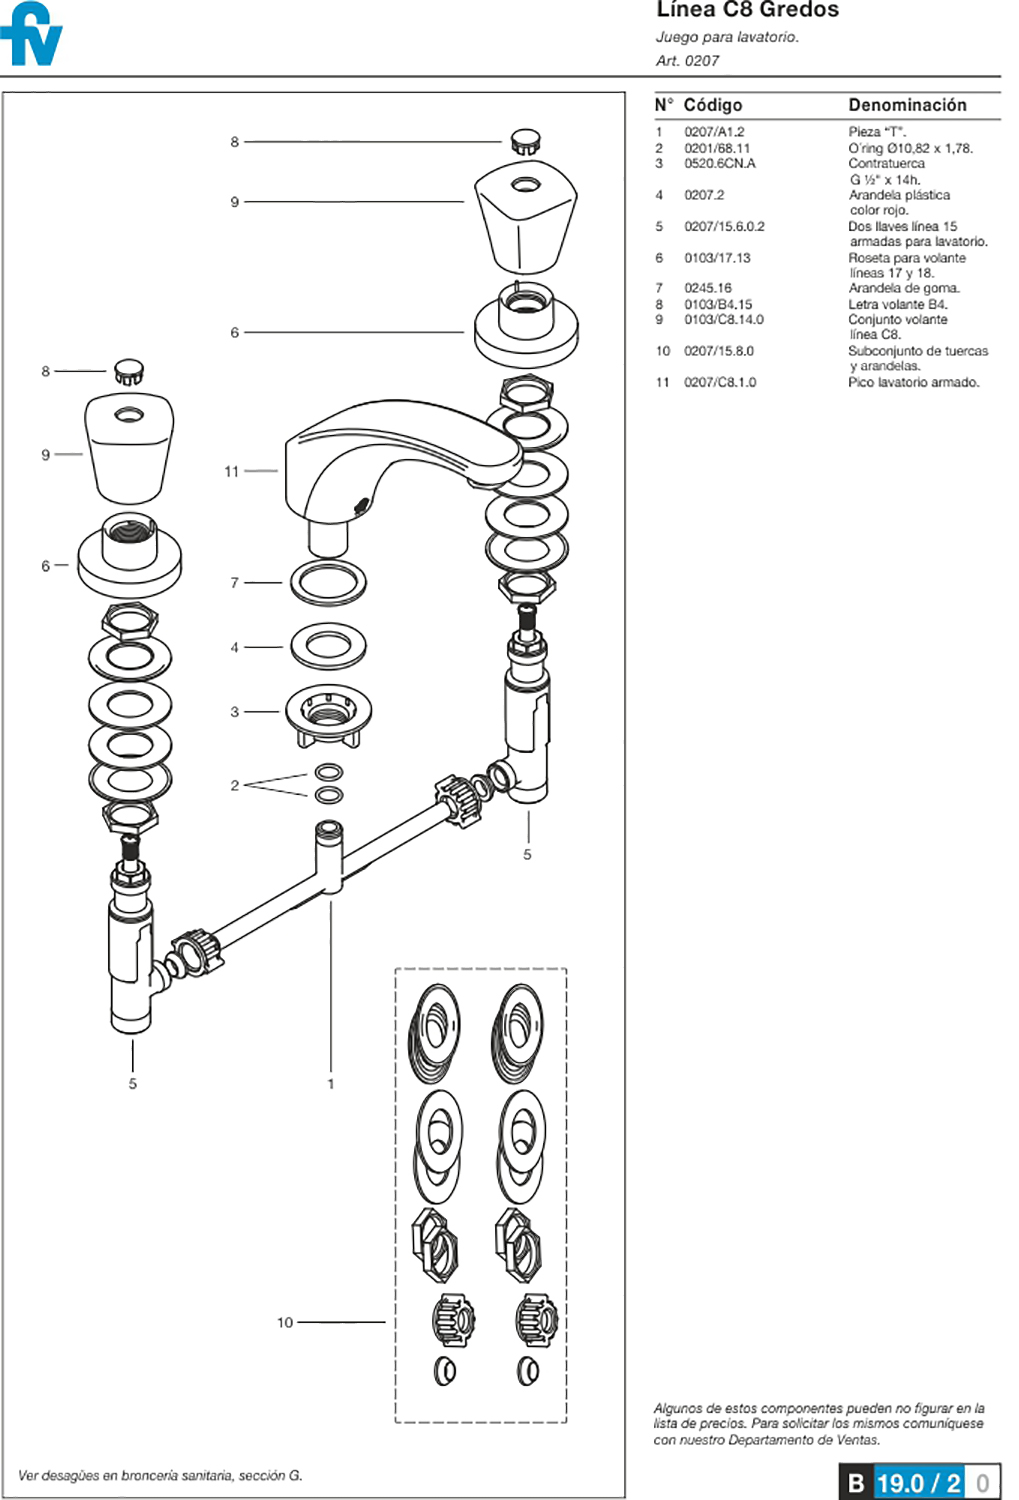 fv
Línea C8 Gredos
Juego para lavatorio.
Art. 0207
N° Código Denominación
1 0207/A1.2 Pieza “T”.
2 0201/68.11 O´ring Ø10,82 x 1,78.
3 0520.6CN.A Contratuerca
G ½" x 14h.
4 0207.2 Arandela plástica
color rojo.
5 0207/15.6.0.2 Dos llaves línea 15
armadas para lavatorio.
6 0103/17.13 Roseta para volante
líneas 17 y 18.
7 0245.16 Arandela de goma.
8 0103/B4.15 Letra volante B4.
9 0103/C8.14.0 Conjunto volante
línea C8.
10 0207/15.8.0 Subconjunto de tuercas
y arandelas.
11 0207/C8.1.0 Pico lavatorio armado.
8
9
6
8
9
11
6
7
4
3
2
5
5
1
10
Algunos de estos componentes pueden no figurar en la
lista de precios. Para solicitar los mismos comuníquese
con nuestro Departamento de Ventas.
Ver desagües en broncería sanitaria, sección G.
B 19.0 / 2 0